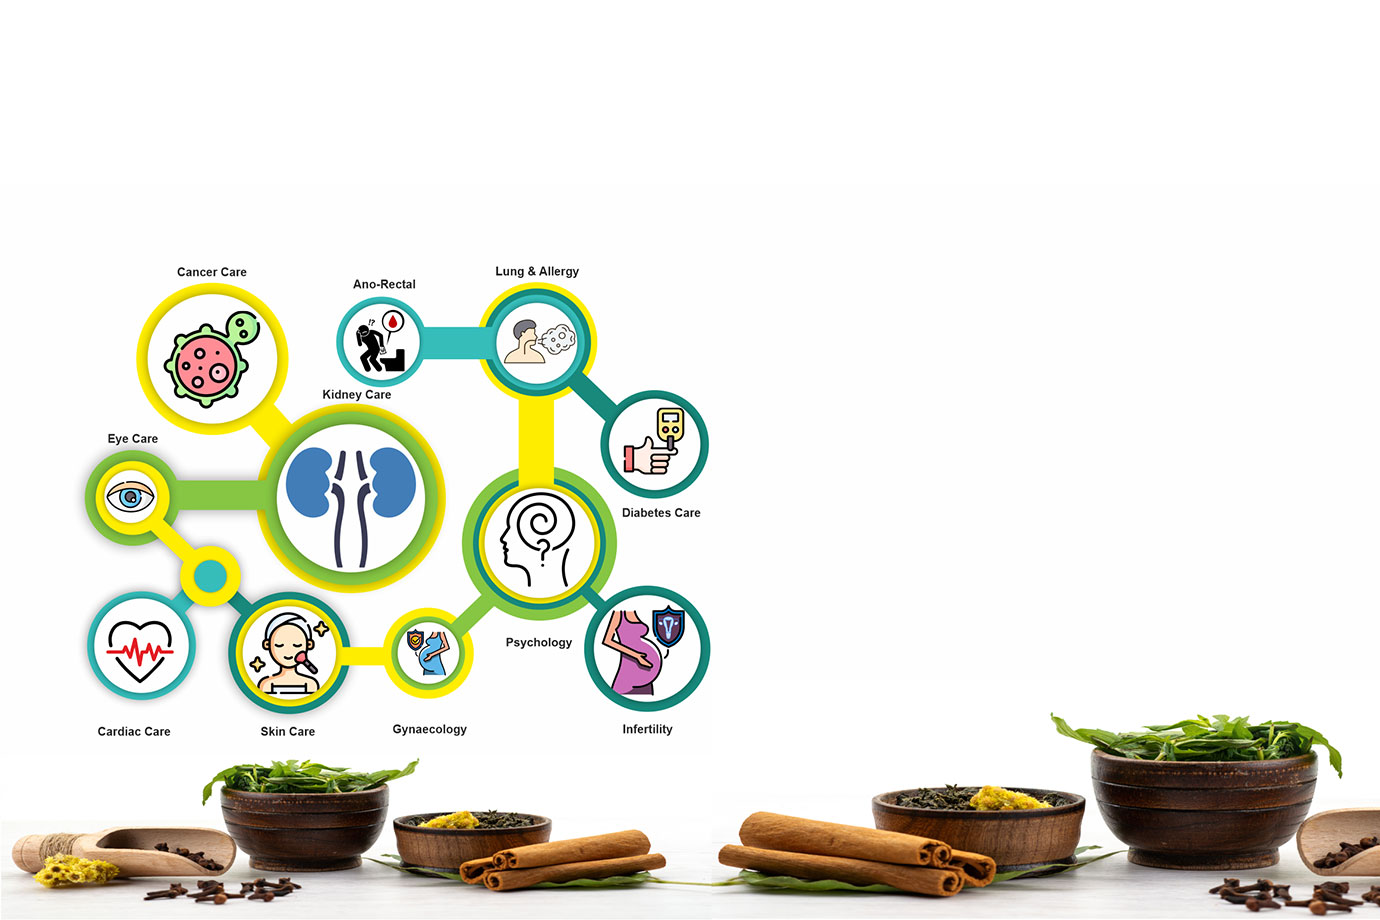 Cancer Care
Lung & Allergy
Ano-Rectal
!?
Kidney Care
Eye Care
Diabetes Care
?
Psychology
Gynaecology
Infertility
Cardiac Care
Skin Care